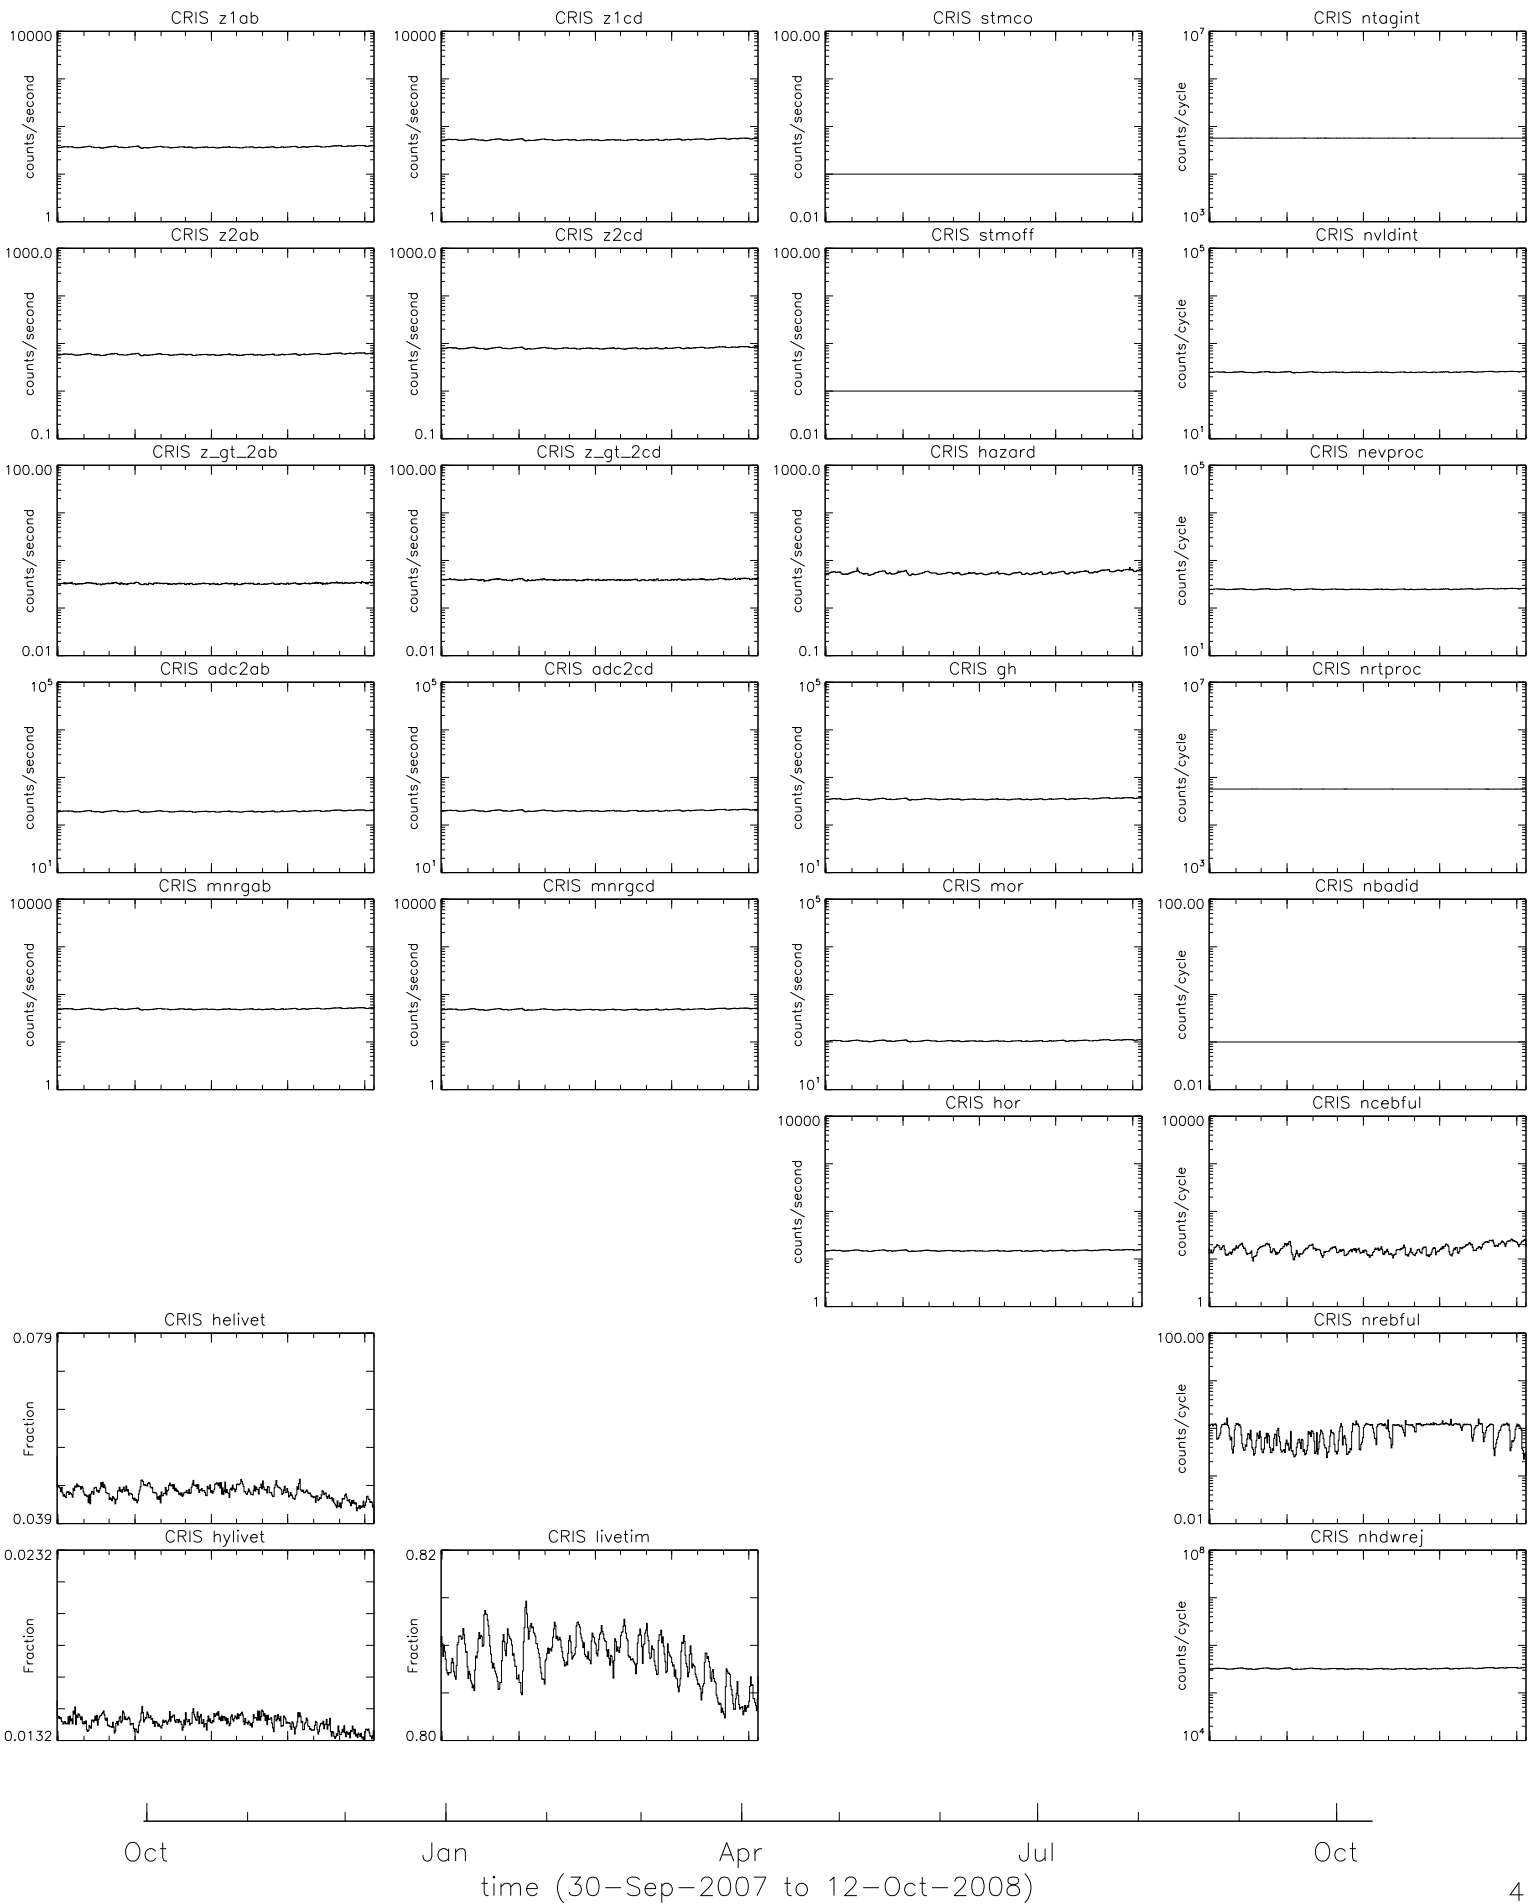 CRIS z1ab CRIS z1cd CRIS stmco CRIS ntagint
10000 10000 100.00 10^7
counts/second counts/second counts/second counts/cycle
1 1 0.01 10^3
CRIS z2ab CRIS z2cd CRIS stmoff CRIS nvldint
1000.0 1000.0 100.00 10^5
counts/second counts/second counts/second counts/cycle
0.1 0.1 0.01 10^1
CRIS z_gt_2ab CRIS z_gt_2cd CRIS hazard CRIS nevproc
100.00 100.00 1000.0 10^5
counts/second counts/second counts/second counts/cycle
0.01 0.01 0.1 10^1
CRIS adc2ab CRIS adc2cd CRIS gh CRIS nrtproc
10^5 10^5 10^5 10^7
counts/second counts/second counts/second counts/cycle
10^1 10^1 10^1 10^3
CRIS mnrgab CRIS mnrgcd CRIS mor CRIS nbadid
10000 10000 10^5 100.00
counts/second counts/second counts/second counts/cycle
1 1 10^1 0.01
CRIS hor CRIS ncebful
10000 10000
counts/second counts/cycle
1 1
CRIS helivet CRIS nrebful
0.079 100.00
Fraction counts/cycle
0.039 0.01
CRIS hylivet CRIS livetim CRIS nhdwrej
0.0232 0.82 10^8
Fraction Fraction counts/cycle
0.0132 0.80 10^4
Oct Jan Apr Jul Oct
time (30-Sep-2007 to 12-Oct-2008)
4